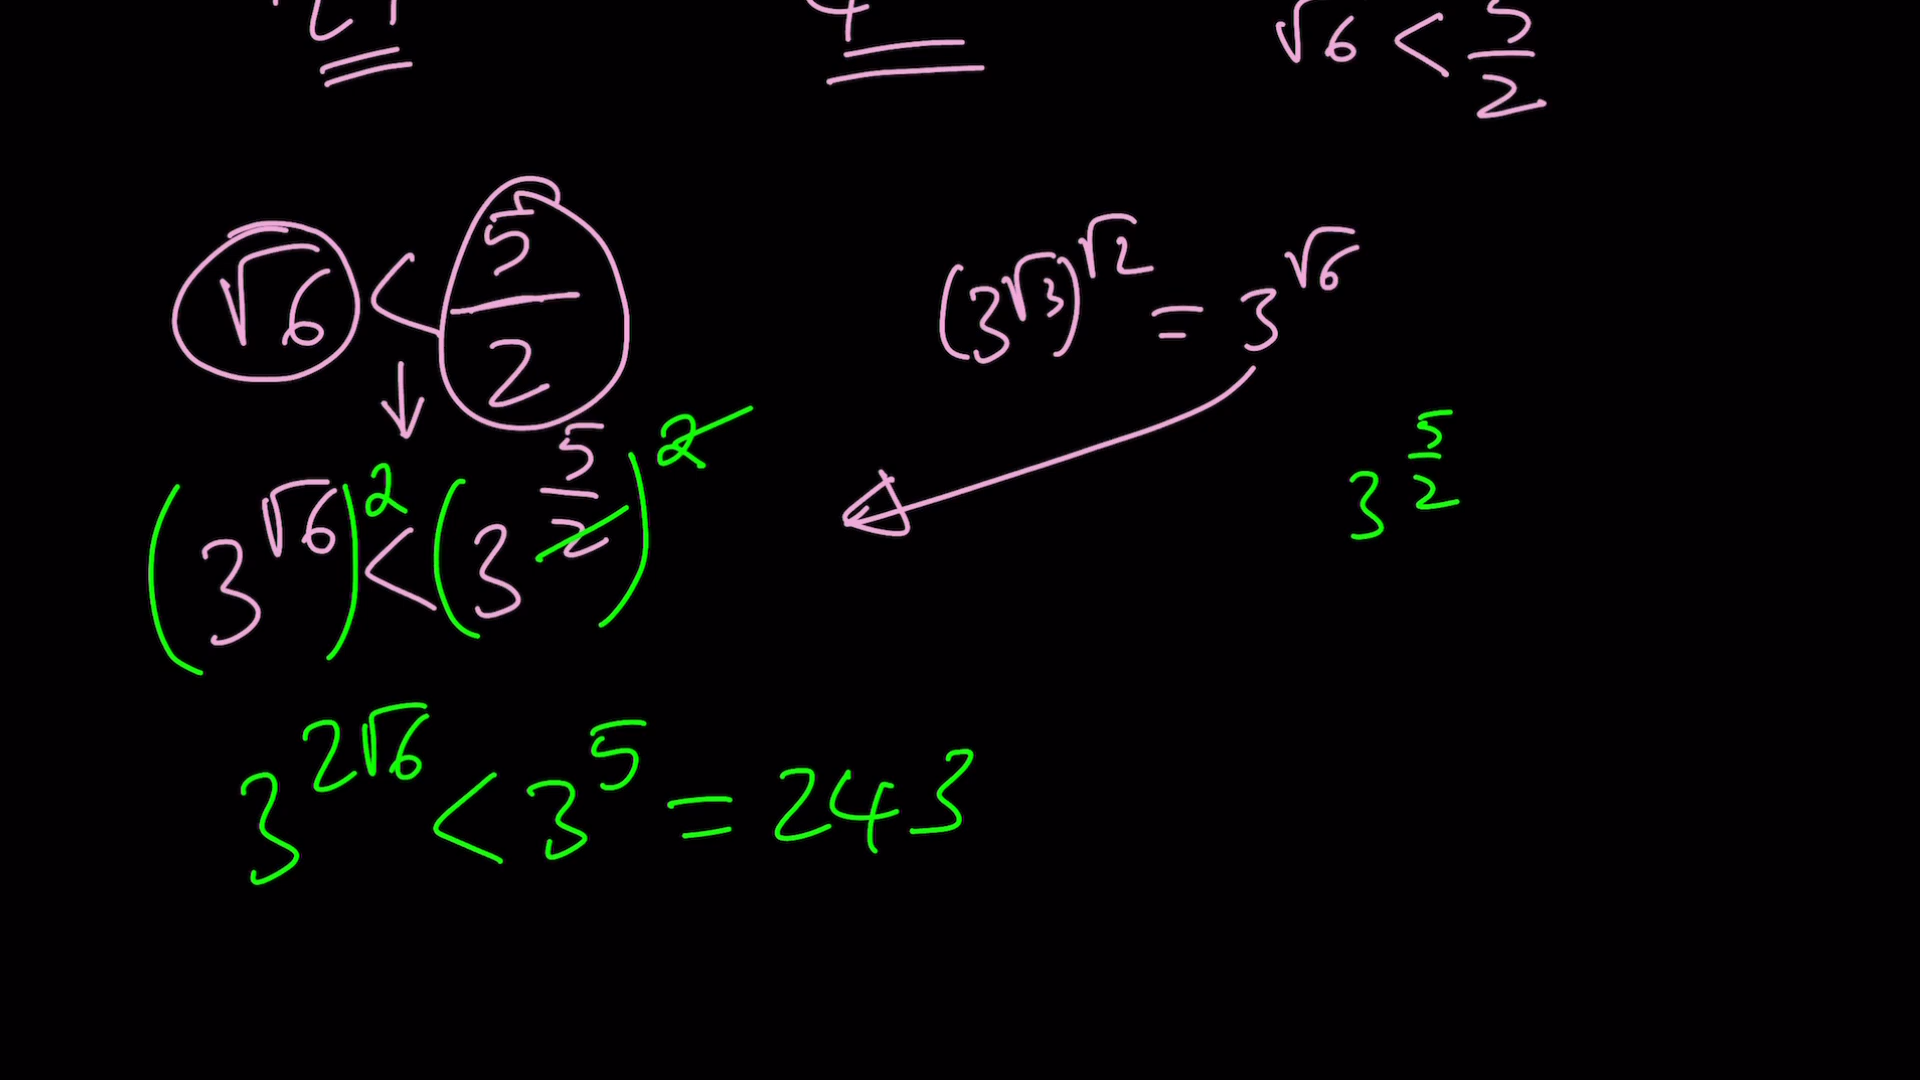 √6 < 5/2
√6 < 5/2
(3^√3)^√2 = 3^√6
(3^√6)^2 < (3^5/2)^2
3^5/2
3^2√6 < 3^5 = 243